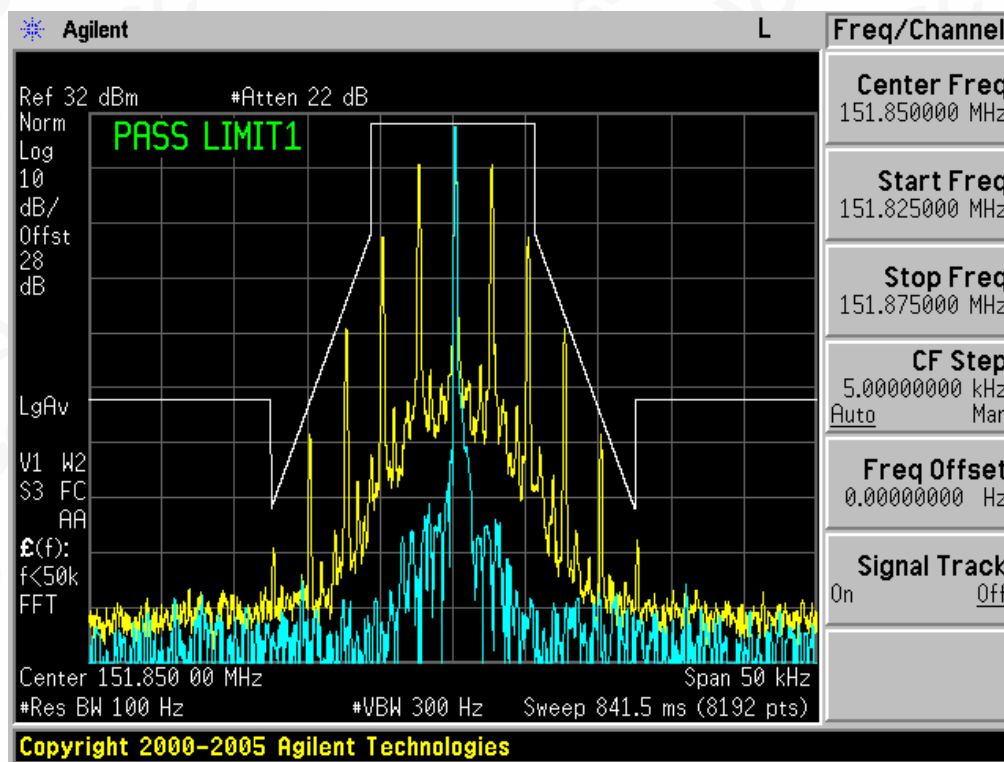 Agilent L
Freq/Channel
Ref 32 dBm #Atten 22 dB
Norm
Log
10
dB/
Offst
28
dB
PASS LIMIT1
LgAv
V1 W2
S3 FC
AA
£(f):
f<50k
FFT
Center 151.850 00 MHz Span 50 kHz
#Res BW 100 Hz #VBW 300 Hz Sweep 841.5 ms (8192 pts)
Copyright 2000-2005 Agilent Technologies
Center Freq
151.850000 MHz
Start Freq
151.825000 MHz
Stop Freq
151.875000 MHz
CF Step
5.00000000 kHz
Auto Man
Freq Offset
0.00000000 Hz
Signal Track
On Off